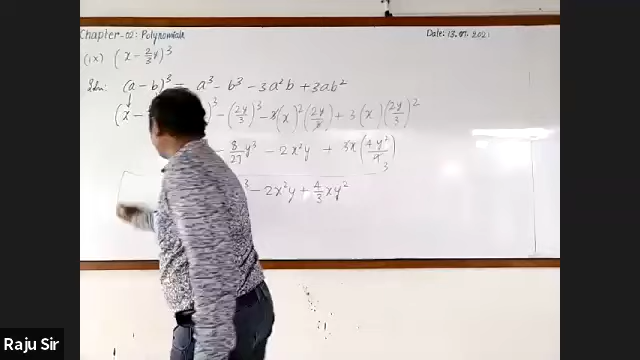 Chapter-02: Polynomials
Date: 13.07.2021
(ix) (x - 2/3 y)³
Soln: (a - b)³ = a³ - b³ - 3a²b + 3ab²
(x - ³ - (2y/3)³ - 3(x)²(2y/3) + 3(x)(2y/3)²
- 8/27 y³ - 2x²y + 3x(4y²/9) 3
³ - 2x²y + 4/3 xy²
Raju Sir